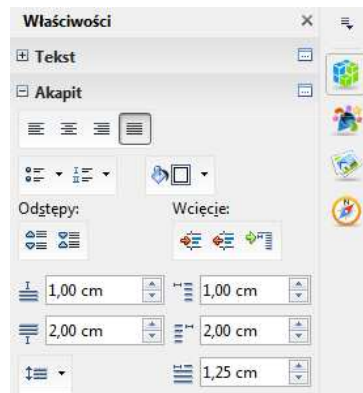 Właściwości
Tekst
Akapit
Odstępy: Wcięcie:
1,00 cm 1,00 cm
2,00 cm 2,00 cm
1,25 cm